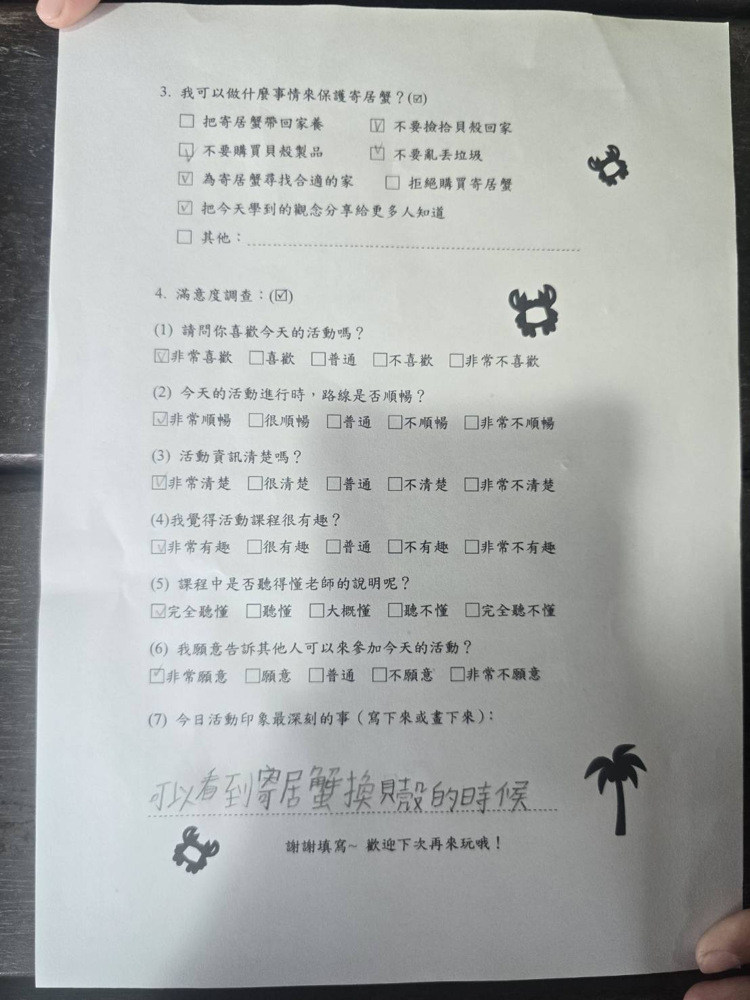 3. 我可以做什麼事情來保護寄居蟹？(☑)
☐ 把寄居蟹帶回家養 ☑ 不要撿拾貝殼回家
☑ 不要購買貝殼製品 ☑ 不要亂丟垃圾
☑ 為寄居蟹尋找合適的家 ☐ 拒絕購買寄居蟹
☑ 把今天學到的觀念分享給更多人知道
☐ 其他：
4. 滿意度調查：(☑)
(1) 請問你喜歡今天的活動嗎？
☑非常喜歡 ☐喜歡 ☐普通 ☐不喜歡 ☐非常不喜歡
(2) 今天的活動進行時，路線是否順暢？
☑非常順暢 ☐很順暢 ☐普通 ☐不順暢 ☐非常不順暢
(3) 活動資訊清楚嗎？
☑非常清楚 ☐很清楚 ☐普通 ☐不清楚 ☐非常不清楚
(4)我覺得活動課程很有趣？
☑非常有趣 ☐很有趣 ☐普通 ☐不有趣 ☐非常不有趣
(5) 課程中是否聽得懂老師的說明呢？
☑完全聽懂 ☐聽懂 ☐大概懂 ☐聽不懂 ☐完全聽不懂
(6) 我願意告訴其他人可以來參加今天的活動？
☑非常願意 ☐願意 ☐普通 ☐不願意 ☐非常不願意
(7) 今日活動印象最深刻的事（寫下來或畫下來）：
可以看到寄居蟹換貝殼的時候
謝謝填寫~ 歡迎下次再來玩哦！